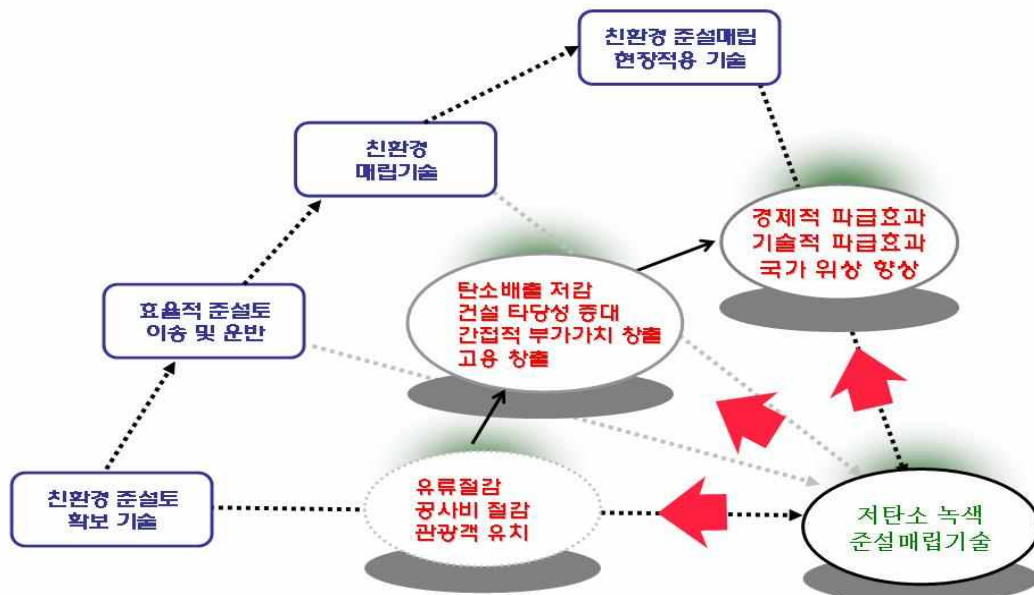 친환경 준설매립
현장적용 기술
친환경
매립기술
경제적 파급효과
기술적 파급효과
국가 위상 향상
효율적 준설토
이송 및 운반
탄소배출 저감
건설 타당성 증대
간접적 부가가치 창출
고용 창출
친환경 준설토
확보 기술
유류절감
공사비 절감
관광객 유치
저탄소 녹색
준설매립기술